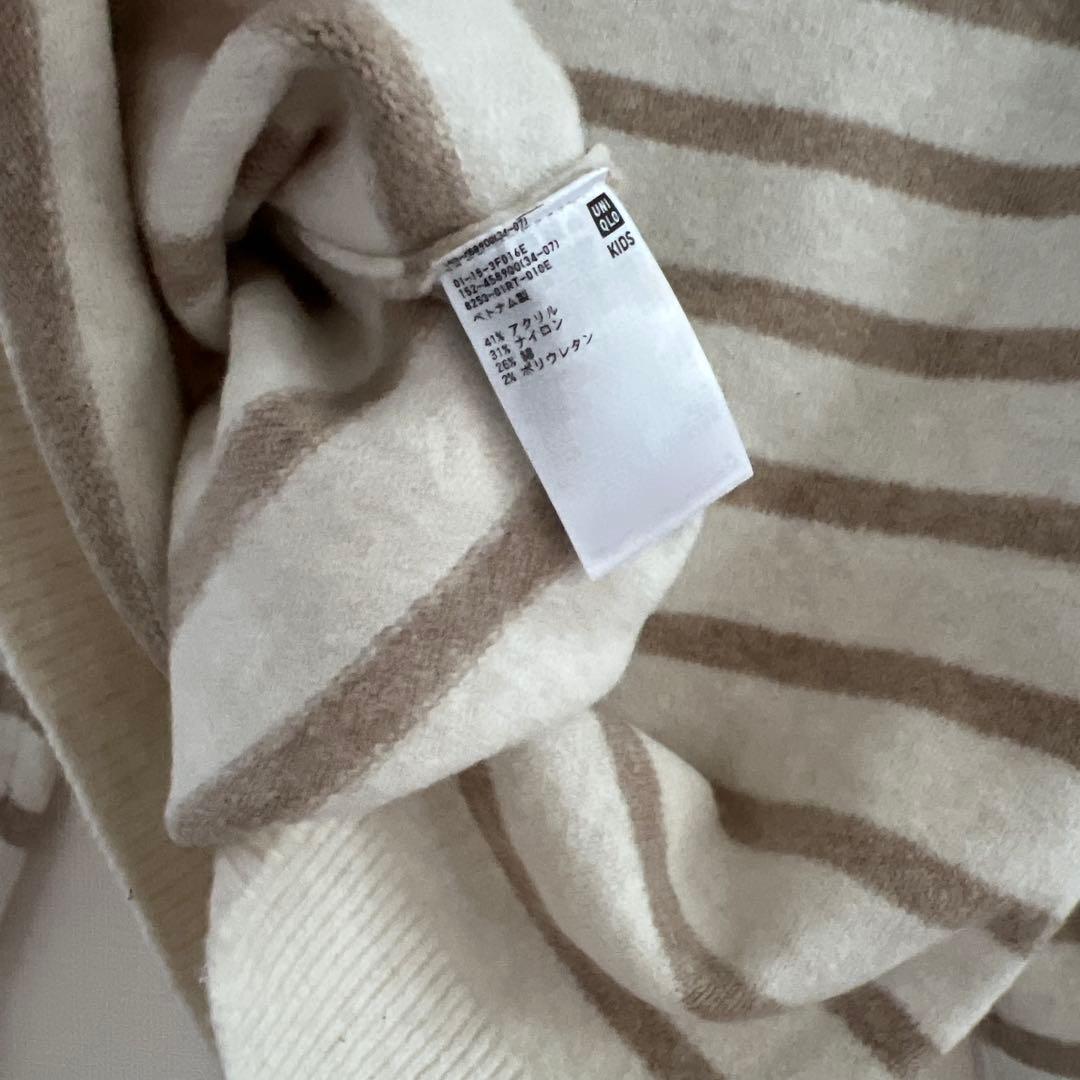 UNI
QLO
KIDS
01-15-3F016E
152-458900(34-07)
8253-01RT-010E
ベトナム製
41% アクリル
31% ナイロン
26% 綿
2% ポリウレタン